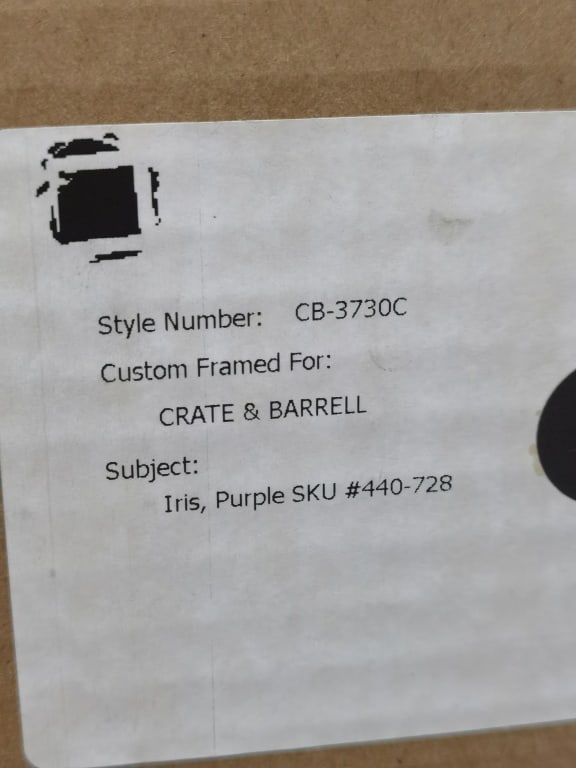 Style Number: CB-3730C
Custom Framed For:
CRATE & BARRELL
Subject:
Iris, Purple SKU #440-728